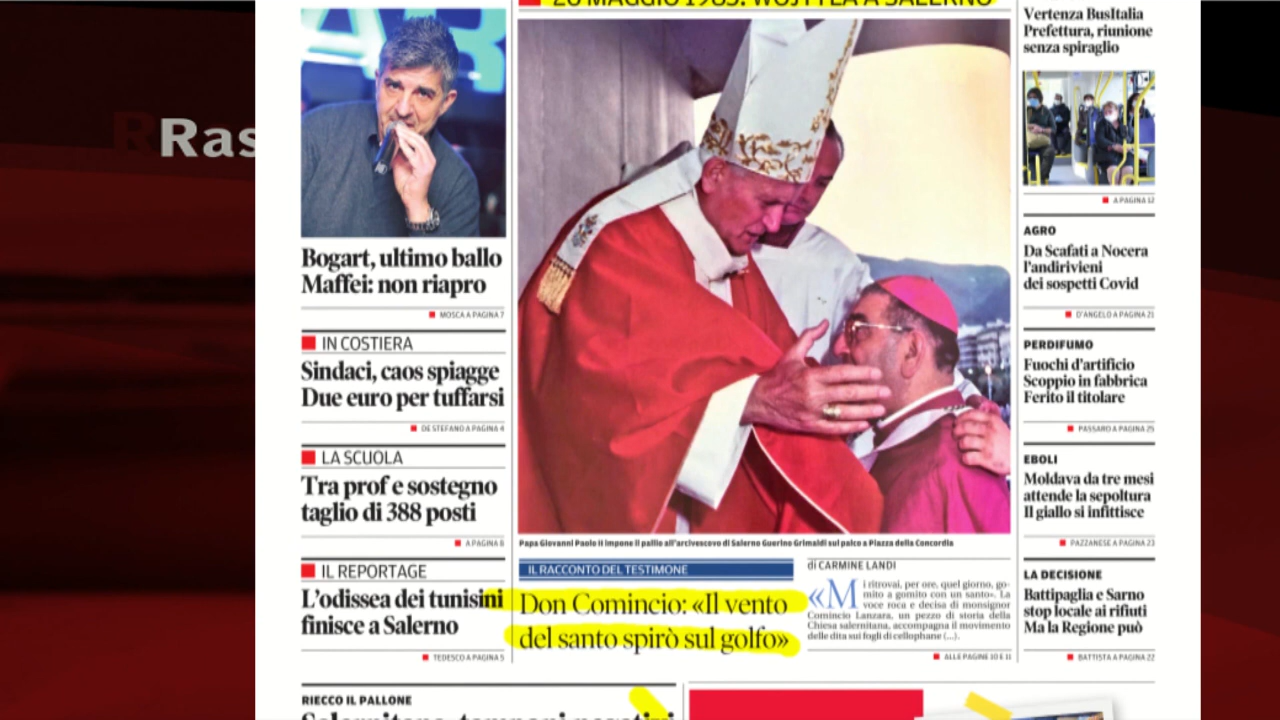 Ras
26 MAGGIO 1985. WOJTYLA A SALERNO
Bogart, ultimo ballo
Maffei: non riapro
MOSCA A PAGINA 7
IN COSTIERA
Sindaci, caos spiagge
Due euro per tuffarsi
DE STEFANO A PAGINA 4
LA SCUOLA
Tra prof e sostegno
taglio di 388 posti
A PAGINA 8
IL REPORTAGE
L'odissea dei tunisini
finisce a Salerno
TEDESCO A PAGINA 5
Papa Giovanni Paolo II impone il pallio all'arcivescovo di Salerno Guerino Grimaldi sul palco a Piazza della Concordia
IL RACCONTO DEL TESTIMONE
Don Comincio: «Il vento
del santo spirò sul golfo»
di CARMINE LANDI
«Mi ritrovai, per ore, quel giorno, go-
mito a gomito con un santo». La
voce roca e decisa di monsignor
Comincio Lanzara, un pezzo di storia della
Chiesa salernitana, accompagna il movimento
delle dita sui fogli di cellophane (...).
ALLE PAGINE 10 E 11
Vertenza BusItalia
Prefettura, riunione
senza spiraglio
A PAGINA 12
AGRO
Da Scafati a Nocera
l'andirivieni
dei sospetti Covid
D'ANGELO A PAGINA 21
PERDIFUMO
Fuochi d'artificio
Scoppio in fabbrica
Ferito il titolare
PASSARO A PAGINA 25
EBOLI
Moldava da tre mesi
attende la sepoltura
Il giallo si infittisce
PAZZANESE A PAGINA 23
LA DECISIONE
Battipaglia e Sarno
stop locale ai rifiuti
Ma la Regione può
BATTISTA A PAGINA 22
RIECCO IL PALLONE
Salernitana: tamponi negativi